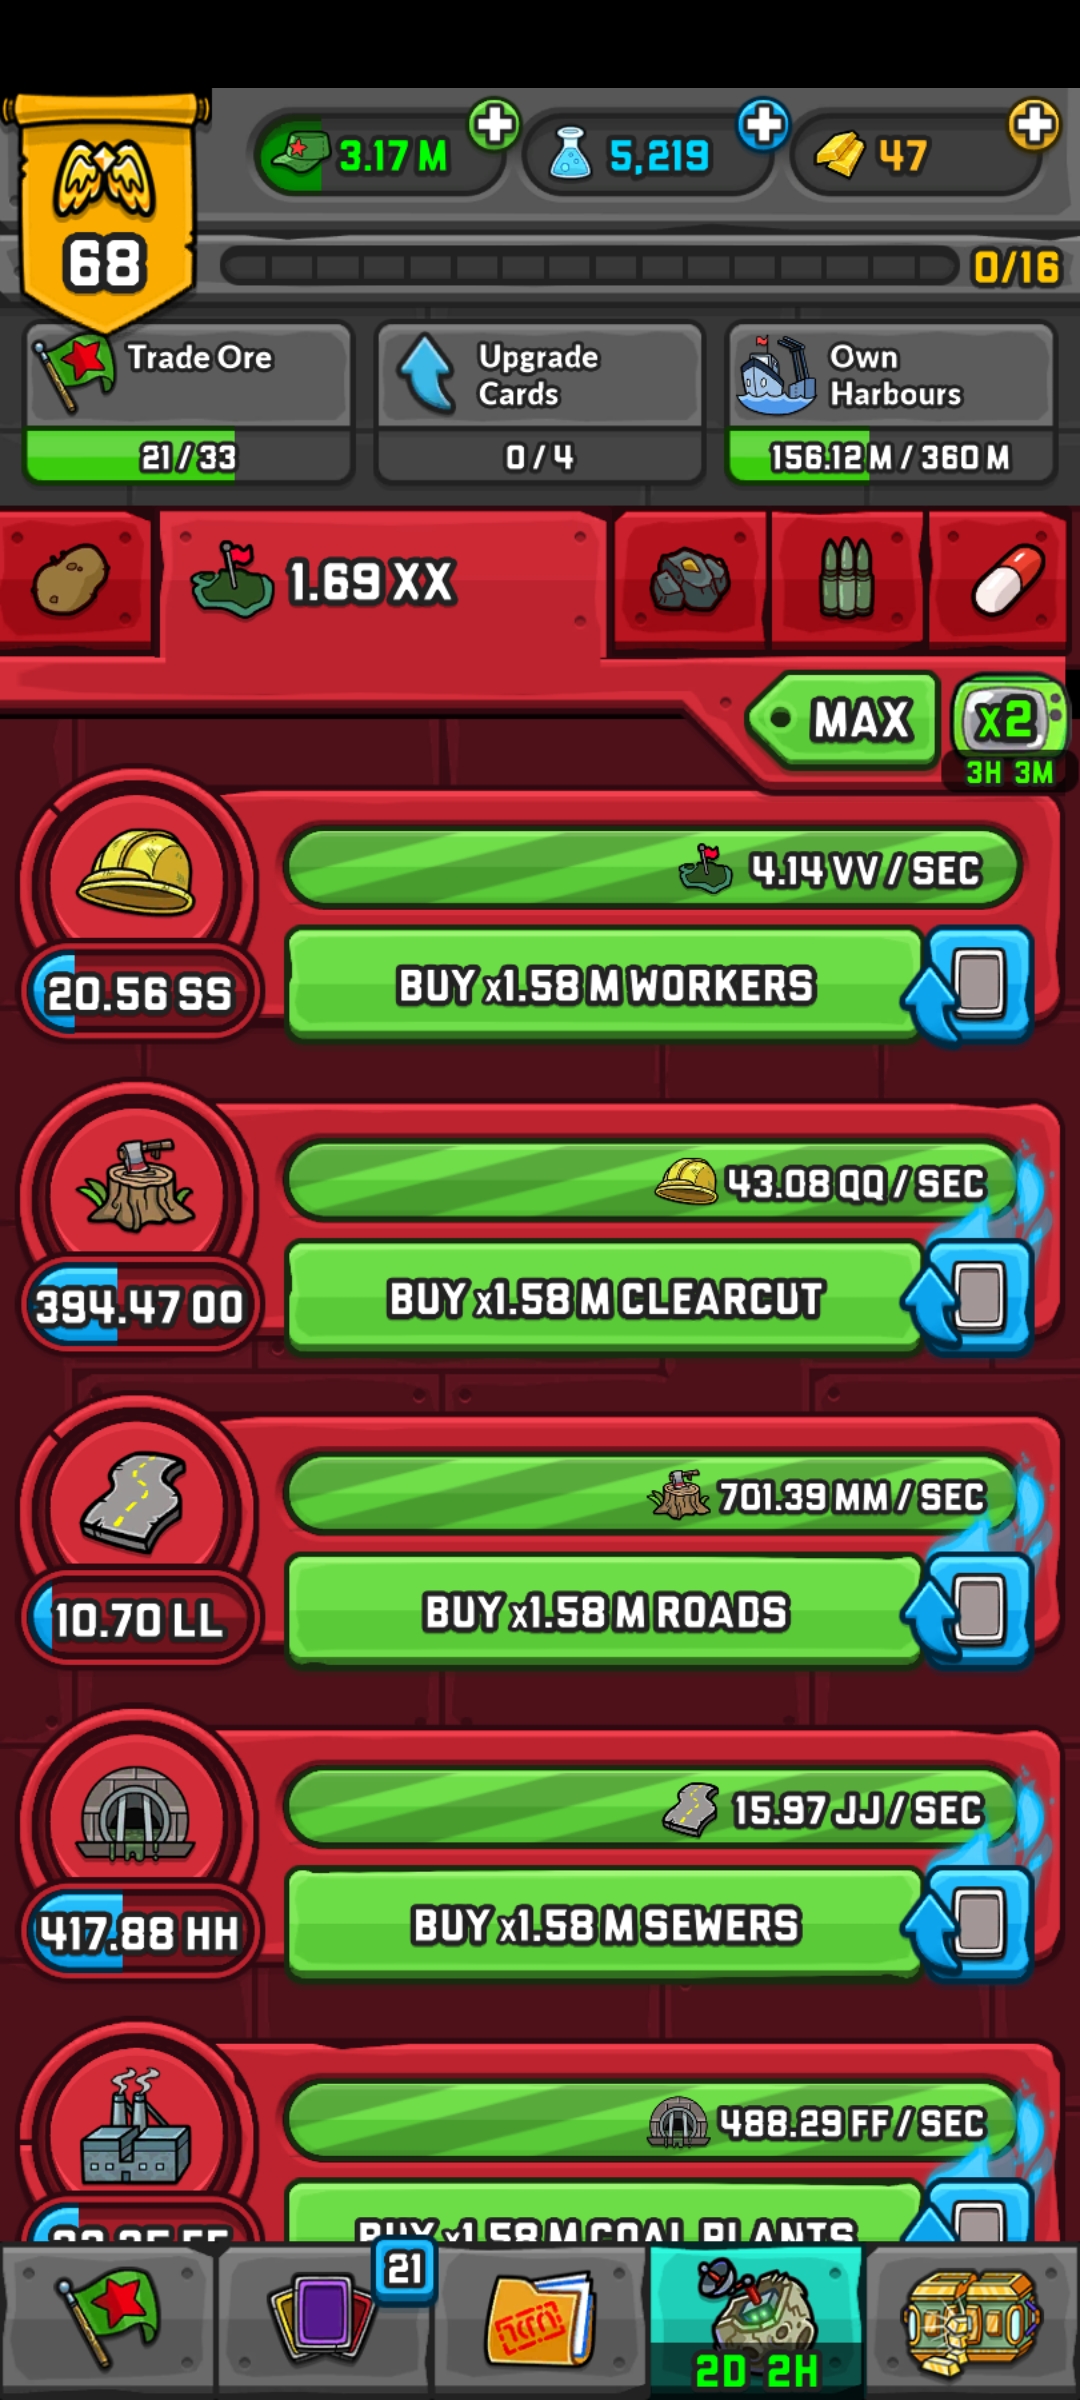 3.17 M
5,219
47
68
0/16
Trade Ore
21 / 33
Upgrade
Cards
0 / 4
Own
Harbours
156.12 M / 360 M
1.69 XX
MAX
x2
3H 3M
4.14 VV / SEC
20.56 SS
BUY x1.58 M WORKERS
43.08 QQ / SEC
394.47 OO
BUY x1.58 M CLEARCUT
701.39 MM / SEC
10.70 LL
BUY x1.58 M ROADS
15.97 JJ / SEC
417.88 HH
BUY x1.58 M SEWERS
488.29 FF / SEC
BUY x1.58 M COAL PLANTS
21
2D 2H